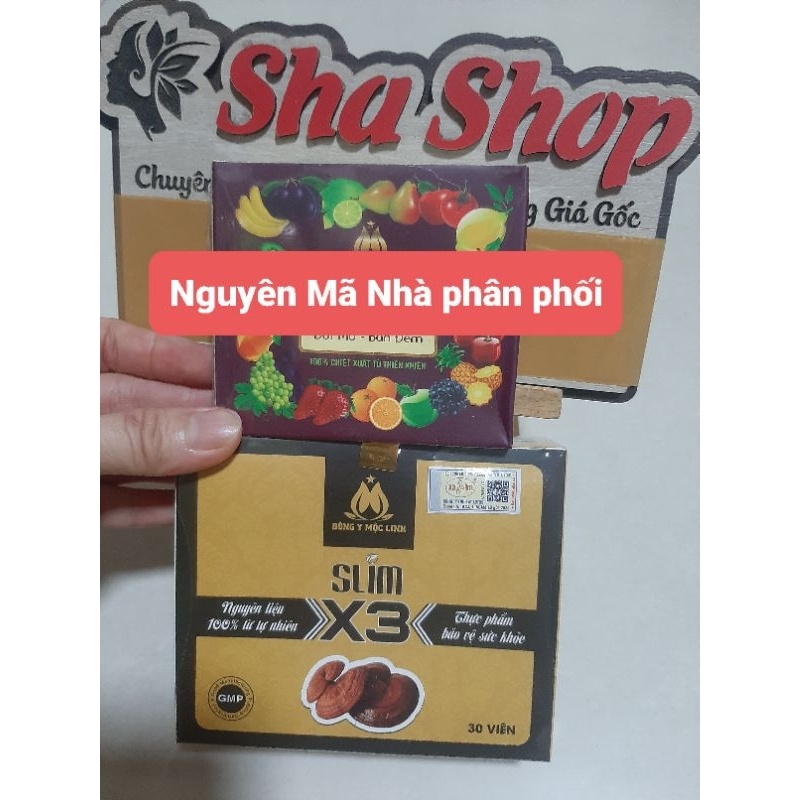 Sha Shop
Chuyên
g Giá Gốc
Nguyên Mã Nhà phân phối
100% CHIẾT XUẤT TỪ THIÊN NHIÊN
ĐÔNG Y MỘC LINH
SLIM
X3
Nguyên liệu
100% từ tự nhiên
Thực phẩm
bảo vệ sức khỏe
GMP
30 VIÊN